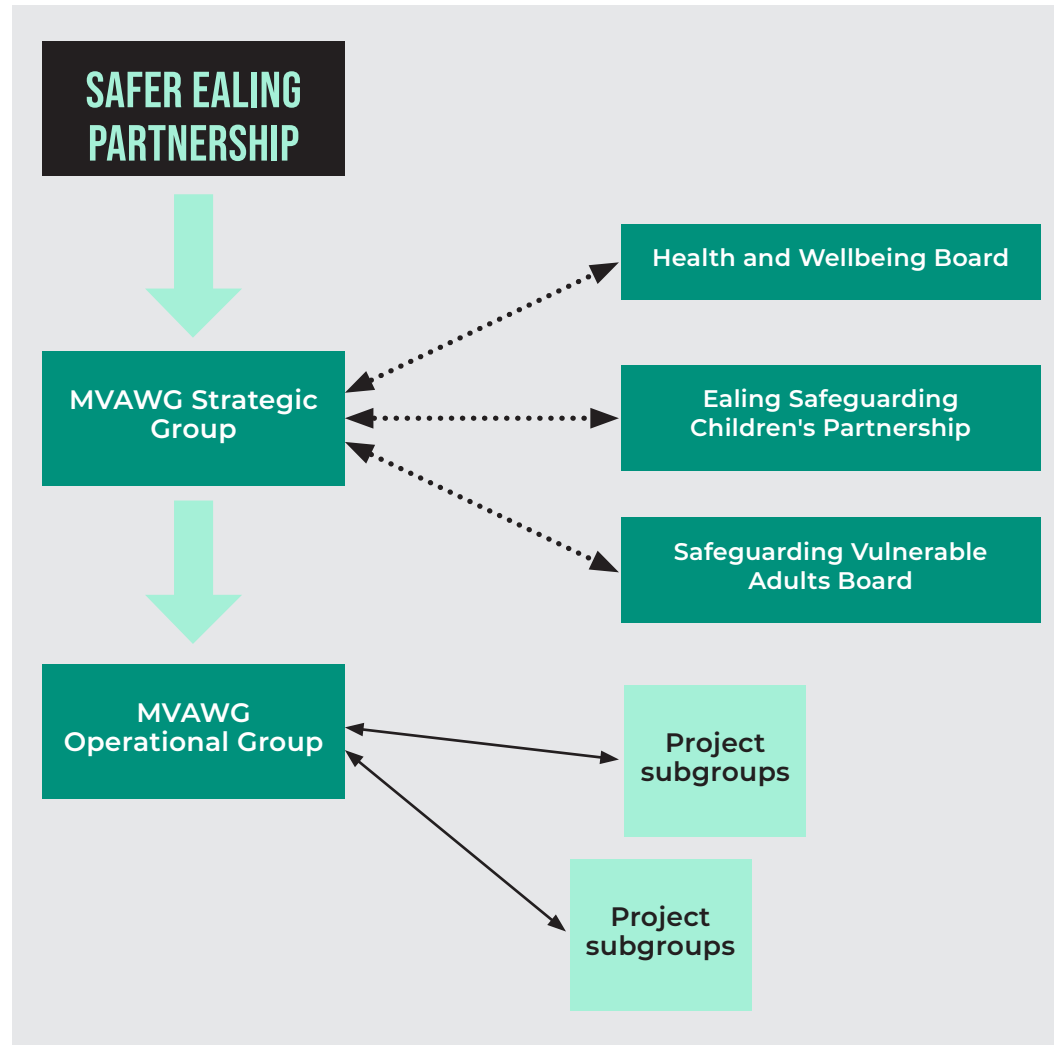 SAFER EALING
PARTNERSHIP
Health and Wellbeing Board
MVAWG Strategic
Group
Ealing Safeguarding
Children's Partnership
Safeguarding Vulnerable
Adults Board
MVAWG
Operational Group
Project
subgroups
Project
subgroups